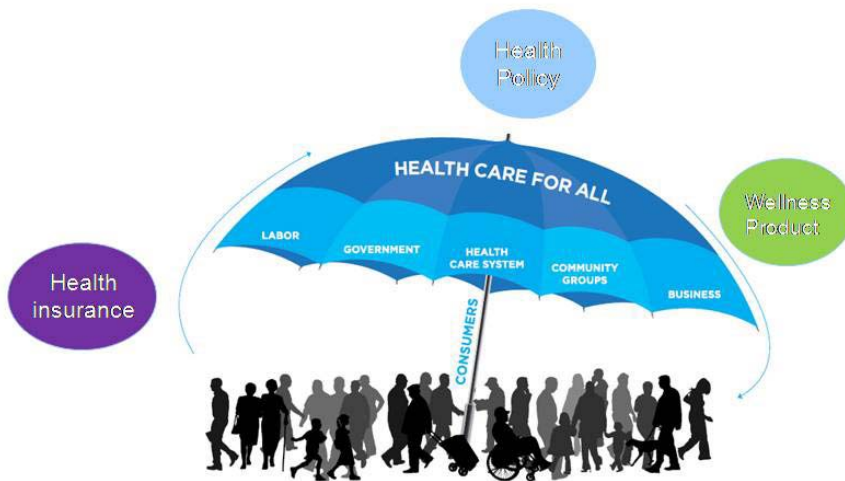 Health
Policy
HEALTH CARE FOR ALL
Wellness
Product
LABOR
GOVERNMENT
HEALTH
CARE SYSTEM
COMMUNITY
GROUPS
BUSINESS
Health
insurance
CONSUMERS